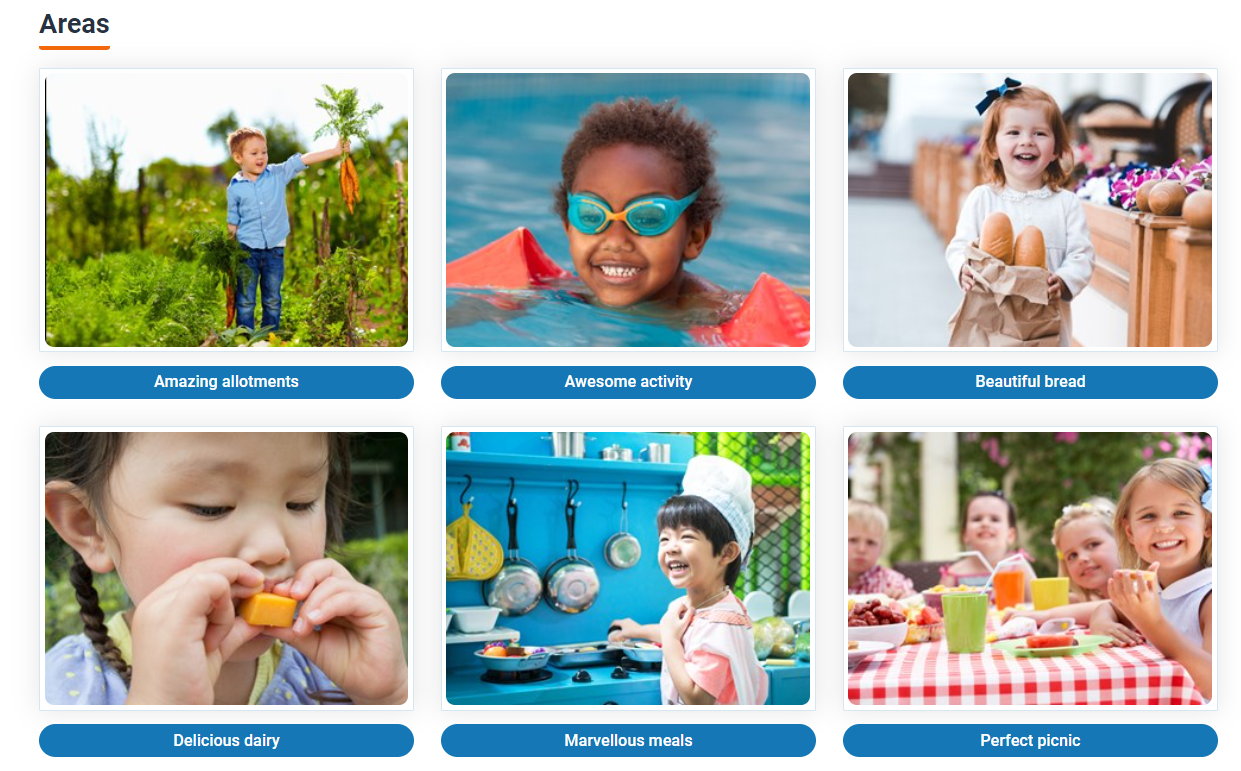 Areas
Amazing allotments
Awesome activity
Beautiful bread
Delicious dairy
Marvellous meals
Perfect picnic